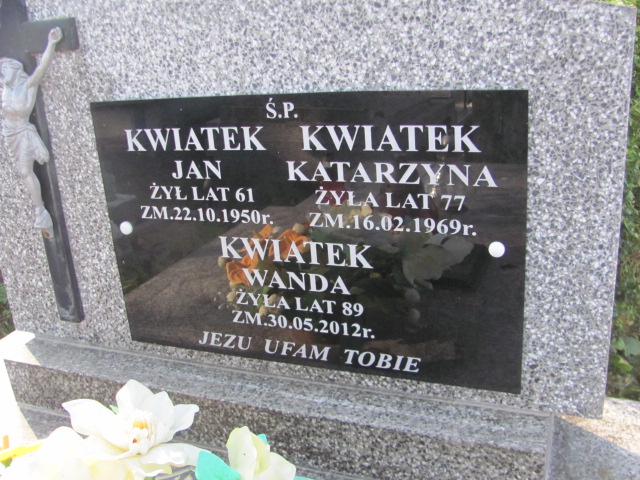 Ś.P.
KWIATEK
JAN
ŻYŁ LAT 61
ZM.22.10.1950r.
KWIATEK
KATARZYNA
ŻYŁA LAT 77
ZM.16.02.1969r.
KWIATEK
WANDA
ŻYŁA LAT 89
ZM.30.05.2012r.
JEZU UFAM TOBIE